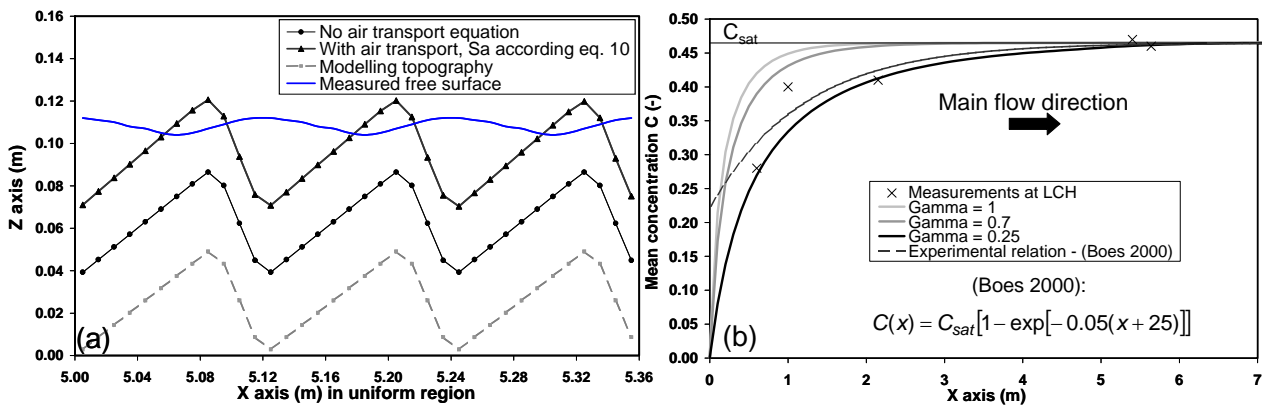 0.16
0.14
0.12
0.10
0.08
0.06
0.04
0.02
0.00
Z axis (m)
No air transport equation
With air transport, Sa according eq. 10
Modelling topography
Measured free surface
(a)
5.00 5.04 5.08 5.12 5.16 5.20 5.24 5.28 5.32 5.36
X axis (m) in uniform region
0.50
0.45
0.40
0.35
0.30
0.25
0.20
0.15
0.10
0.05
0.00
Mean concentration C (-)
C_sat
Main flow direction
Measurements at LCH
Gamma = 1
Gamma = 0.7
Gamma = 0.25
Experimental relation - (Boes 2000)
(Boes 2000):
C(x) = C_sat[1 - exp[-0.05(x + 25)]]
(b)
0 1 2 3 4 5 6 7
X axis (m)